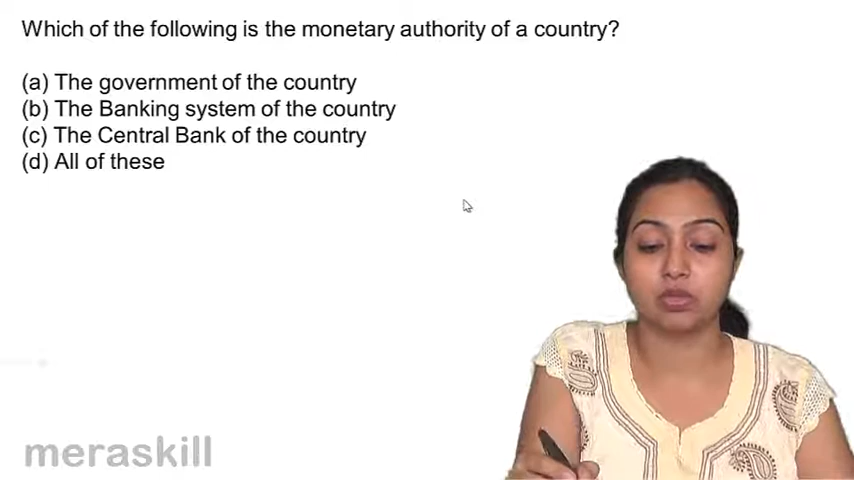 Which of the following is the monetary authority of a country?
(a) The government of the country
(b) The Banking system of the country
(c) The Central Bank of the country
(d) All of these
meraskill